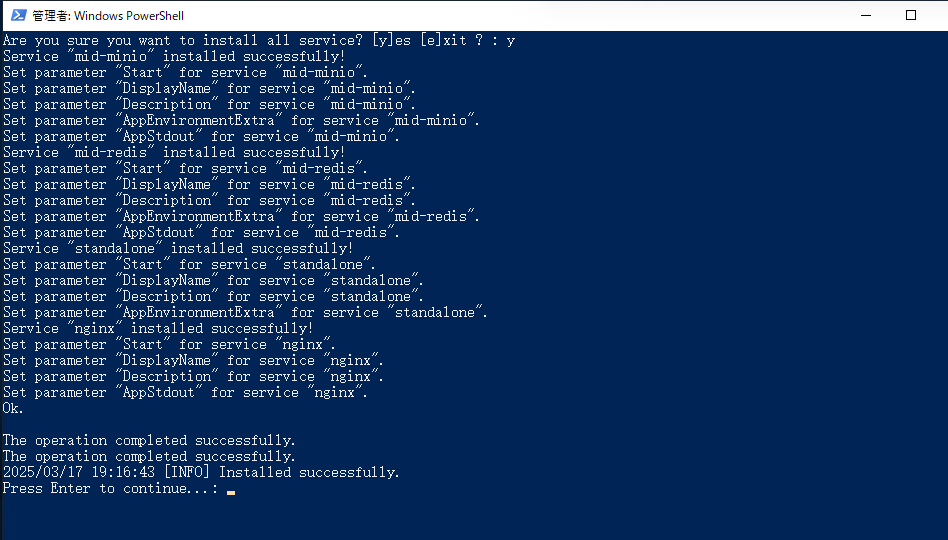 管理者: Windows PowerShell
Are you sure you want to install all service? [y]es [e]xit ? : y
Service "mid-minio" installed successfully!
Set parameter "Start" for service "mid-minio".
Set parameter "DisplayName" for service "mid-minio".
Set parameter "Description" for service "mid-minio".
Set parameter "AppEnvironmentExtra" for service "mid-minio".
Set parameter "AppStdout" for service "mid-minio".
Service "mid-redis" installed successfully!
Set parameter "Start" for service "mid-redis".
Set parameter "DisplayName" for service "mid-redis".
Set parameter "Description" for service "mid-redis".
Set parameter "AppEnvironmentExtra" for service "mid-redis".
Set parameter "AppStdout" for service "mid-redis".
Service "standalone" installed successfully!
Set parameter "Start" for service "standalone".
Set parameter "DisplayName" for service "standalone".
Set parameter "Description" for service "standalone".
Set parameter "AppEnvironmentExtra" for service "standalone".
Service "nginx" installed successfully!
Set parameter "Start" for service "nginx".
Set parameter "DisplayName" for service "nginx".
Set parameter "Description" for service "nginx".
Set parameter "AppStdout" for service "nginx".
Ok.
The operation completed successfully.
The operation completed successfully.
2025/03/17 19:16:43 [INFO] Installed successfully.
Press Enter to continue...: